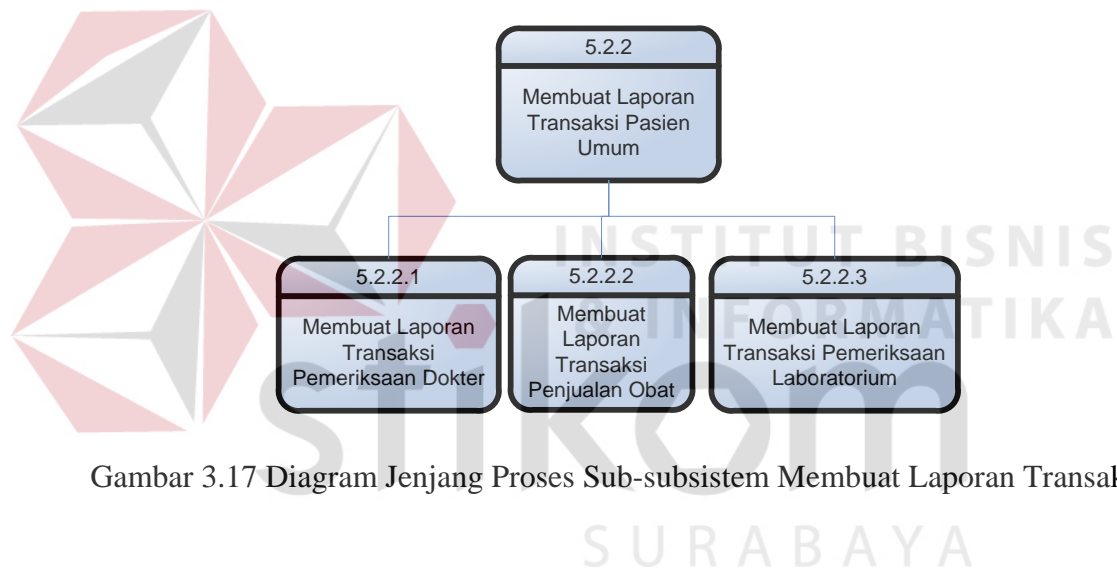 5.2.2
Membuat Laporan
Transaksi Pasien
Umum
5.2.2.1
Membuat Laporan
Transaksi
Pemeriksaan Dokter
5.2.2.2
Membuat
Laporan
Transaksi
Penjualan Obat
5.2.2.3
Membuat Laporan
Transaksi Pemeriksaan
Laboratorium
INSTITUT BISNIS
& INFORMATIKA
stikom
SURABAYA
Gambar 3.17 Diagram Jenjang Proses Sub-subsistem Membuat Laporan